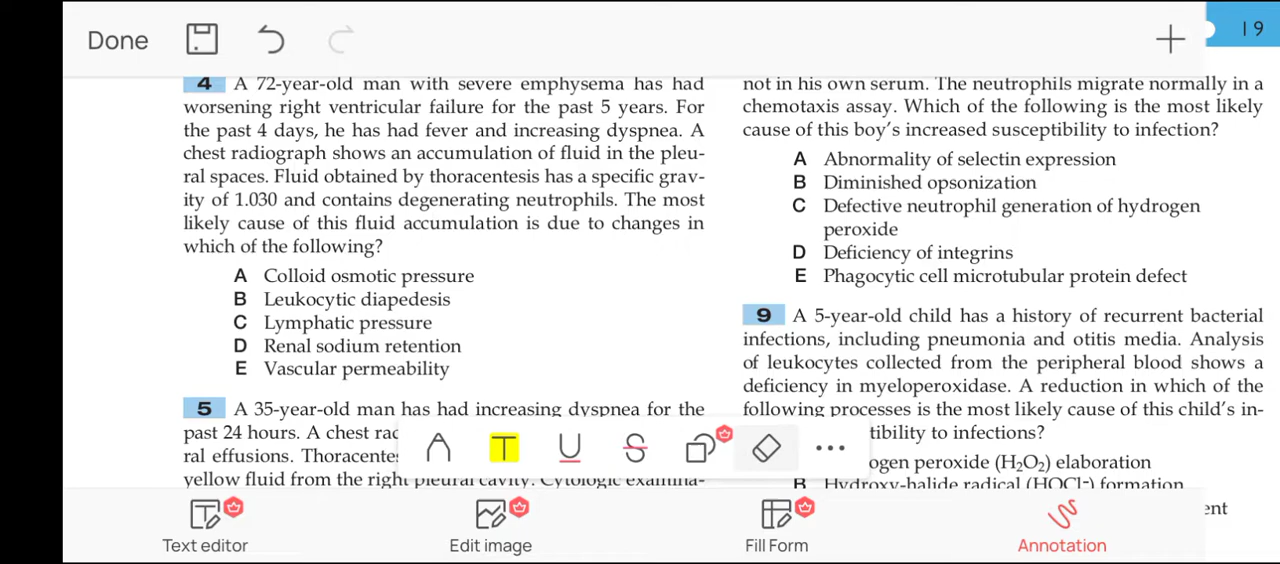 Done
19
4 A 72-year-old man with severe emphysema has had
worsening right ventricular failure for the past 5 years. For
the past 4 days, he has had fever and increasing dyspnea. A
chest radiograph shows an accumulation of fluid in the pleu-
ral spaces. Fluid obtained by thoracentesis has a specific grav-
ity of 1.030 and contains degenerating neutrophils. The most
likely cause of this fluid accumulation is due to changes in
which of the following?
A Colloid osmotic pressure
B Leukocytic diapedesis
C Lymphatic pressure
D Renal sodium retention
E Vascular permeability
5 A 35-year-old man has had increasing dyspnea for the
past 24 hours. A chest
ral effusions.
yellow fluid from the right pleural cavity. Cytologic examina-
not in his own serum. The neutrophils migrate normally in a
chemotaxis assay. Which of the following is the most likely
cause of this boy's increased susceptibility to infection?
A Abnormality of selectin expression
B Diminished opsonization
C Defective neutrophil generation of hydrogen
peroxide
D Deficiency of integrins
E Phagocytic cell microtubular protein defect
9 A 5-year-old child has a history of recurrent bacterial
infections, including pneumonia and otitis media. Analysis
of leukocytes collected from the peripheral blood shows a
deficiency in myeloperoxidase. A reduction in which of the
following processes is the most likely cause of this child's in-
tibility to infections?
ogen peroxide (H₂O₂) elaboration
B Hydroxy-halide radical (HOCl⁻) formation
ent
T U S
Text editor
Edit image
Fill Form
Annotation